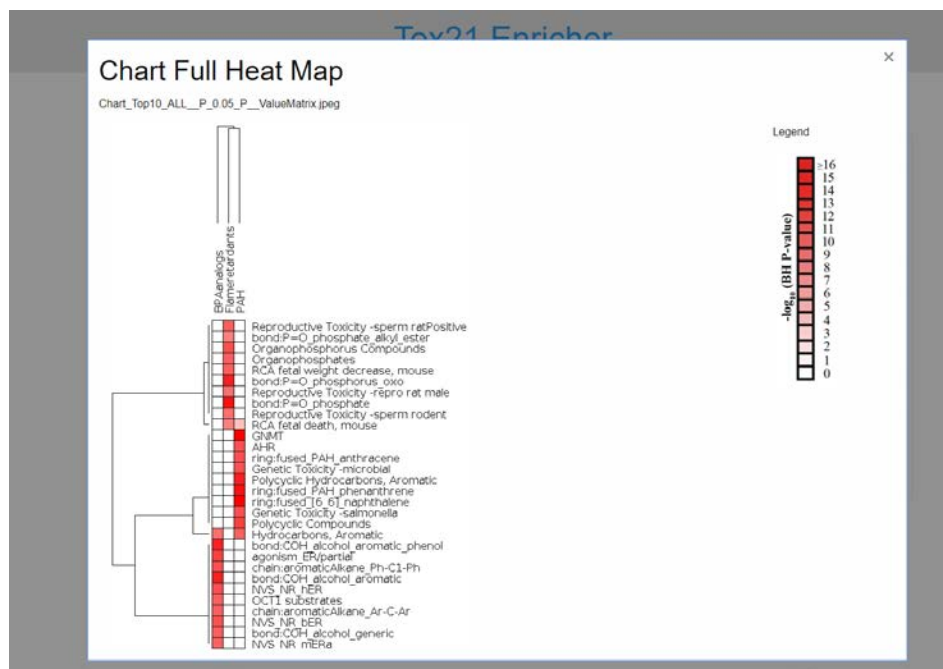 Tox21 Enricher
×
Chart Full Heat Map
Chart_Top10_ALL__P_0.05_P__ValueMatrix.jpeg
Legend
-log10 (BH P-value)
≥16
15
14
13
12
11
10
9
8
7
6
5
4
3
2
1
0
BPAanalogs
Flameretardants
PAH
Reproductive Toxicity -sperm ratPositive
bond:P=O_phosphate_alkyl_ester
Organophosphorus Compounds
Organophosphates
RCA fetal weight decrease, mouse
bond:P=O_phosphorus_oxo
Reproductive Toxicity -repro rat male
bond:P=O_phosphate
Reproductive Toxicity -sperm rodent
RCA fetal death, mouse
GNMT
AHR
ring:fused_PAH_anthracene
Genetic Toxicity -microbial
Polycyclic Hydrocarbons, Aromatic
ring:fused_PAH_phenanthrene
ring:fused_[6_6]_naphthalene
Genetic Toxicity -salmonella
Polycyclic Compounds
Hydrocarbons, Aromatic
bond:COH_alcohol_aromatic_phenol
agonism_ER/partial
chain:aromaticAlkane_Ph-C1-Ph
bond:COH_alcohol_aromatic
NVS_NR_hER
OCT1 substrates
chain:aromaticAlkane_Ar-C-Ar
NVS_NR_bER
bond:COH_alcohol_generic
NVS_NR_mERa